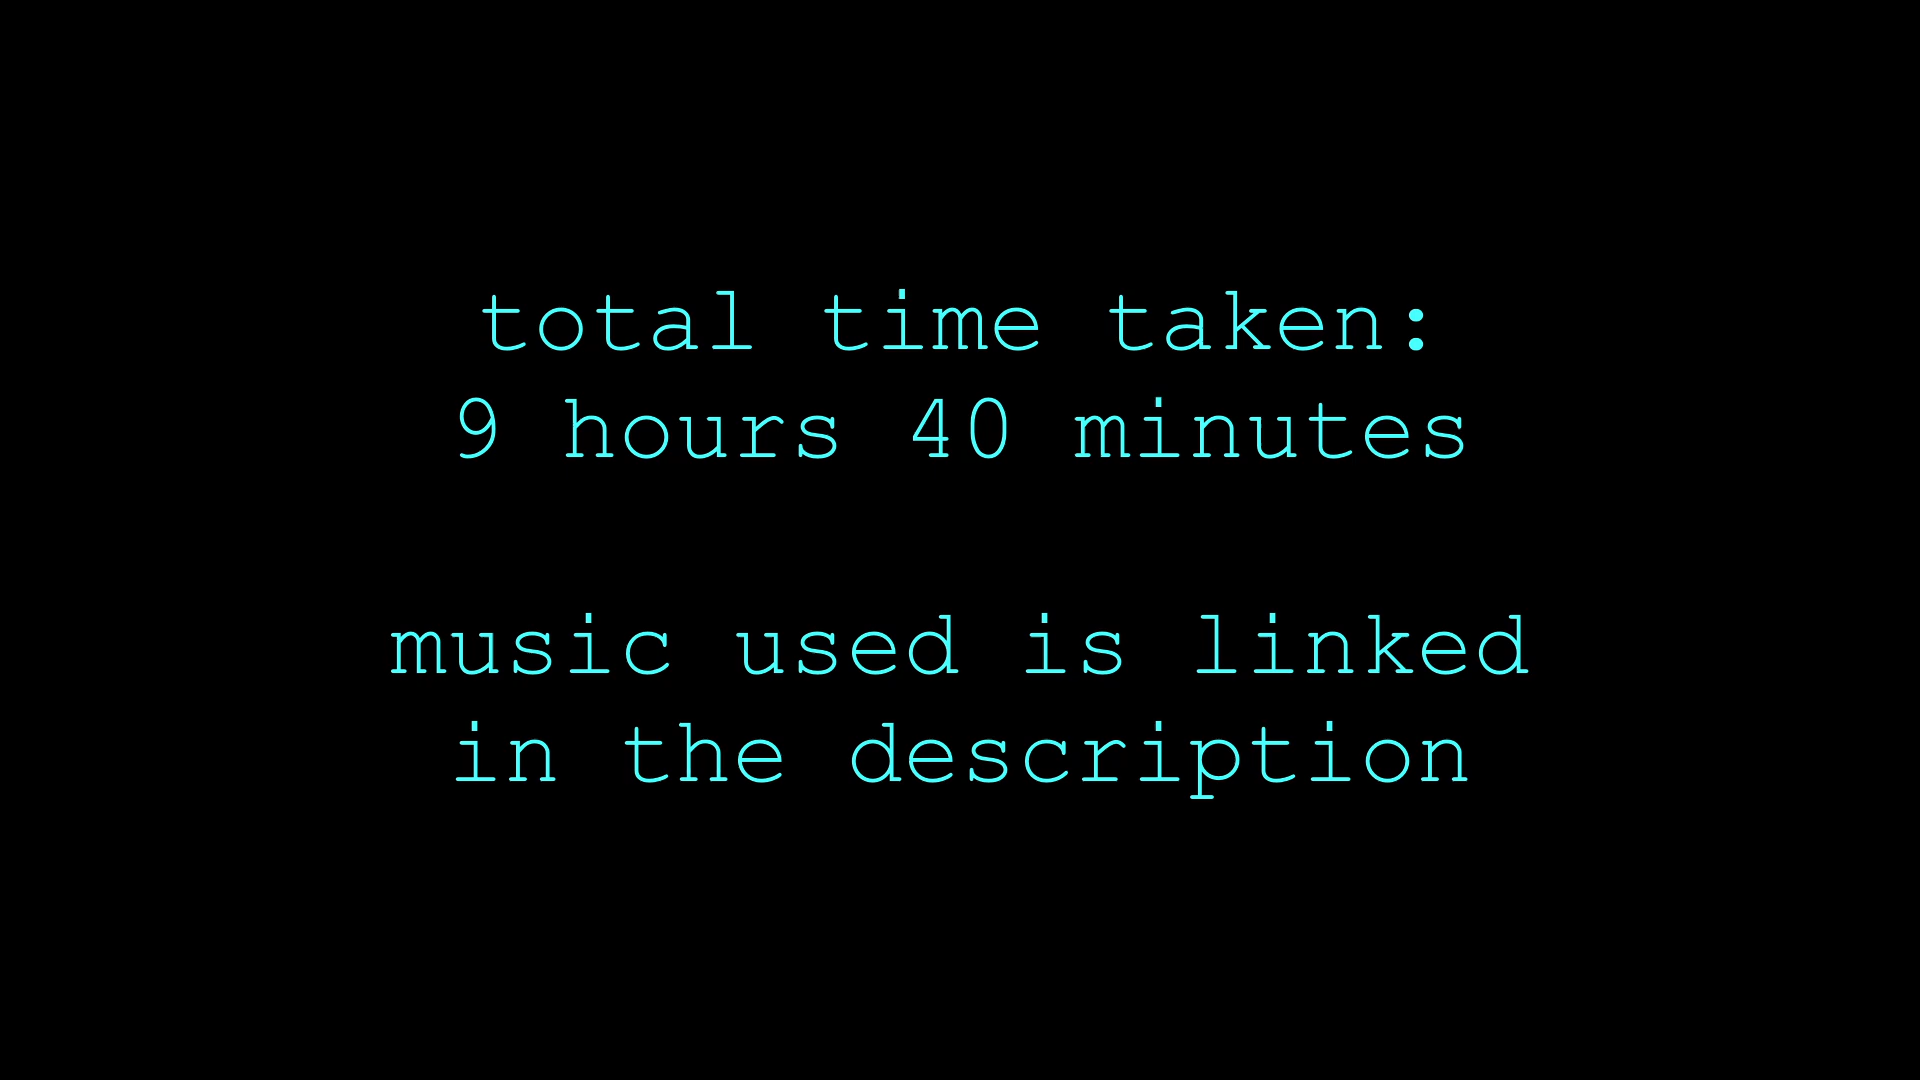 total time taken:
9 hours 40 minutes
music used is linked
in the description